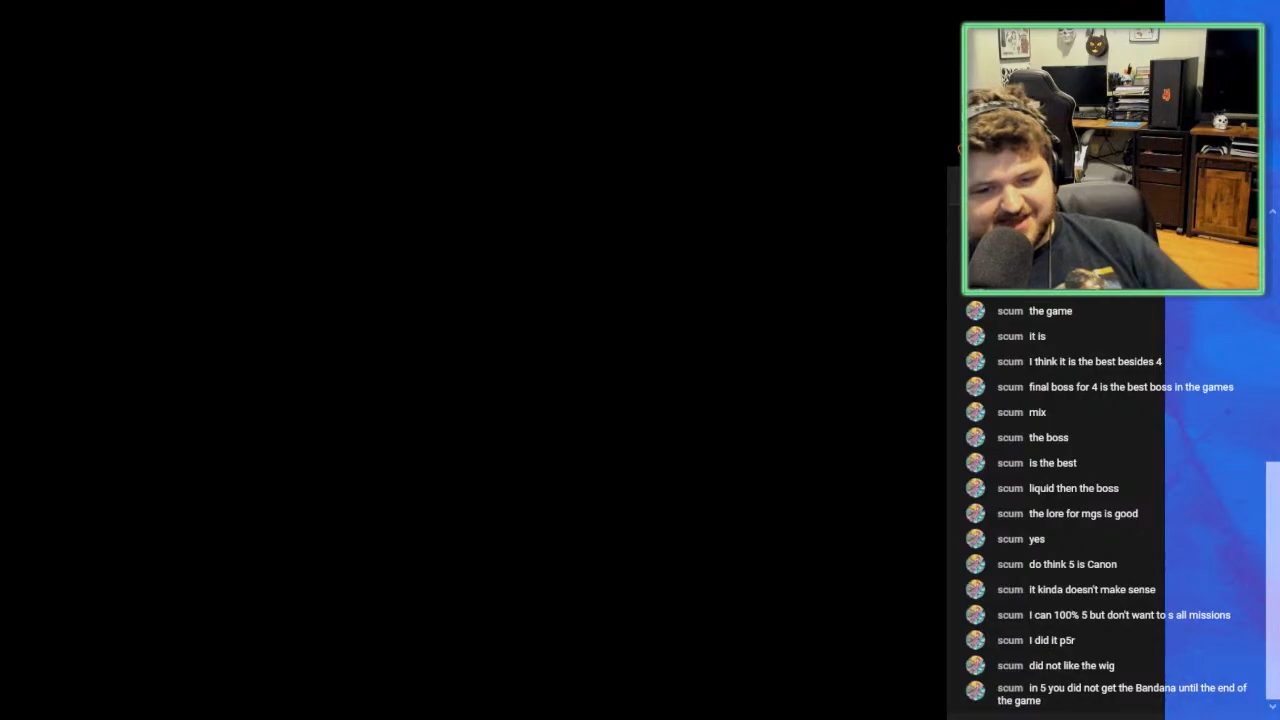 scum the game
scum it is
scum I think it is the best besides 4
scum final boss for 4 is the best boss in the games
scum mix
scum the boss
scum is the best
scum liquid then the boss
scum the lore for mgs is good
scum yes
scum do think 5 is Canon
scum it kinda doesn't make sense
scum I can 100% 5 but don't want to s all missions
scum I did it p5r
scum did not like the wig
scum in 5 you did not get the Bandana until the end of
the game